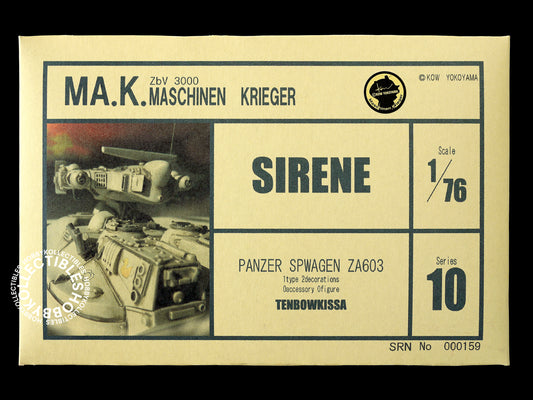 MA.K. ZbV 3000
MASCHINEN KRIEGER
©KOW YOKOYAMA
SIRENE
Scale
1/76
PANZER SPWAGEN ZA603
1type 2decorations
0accessory 0figure
TENBOWKISSA
Series
10
SRN No 000159
KOLLECTIBLESHOBBY